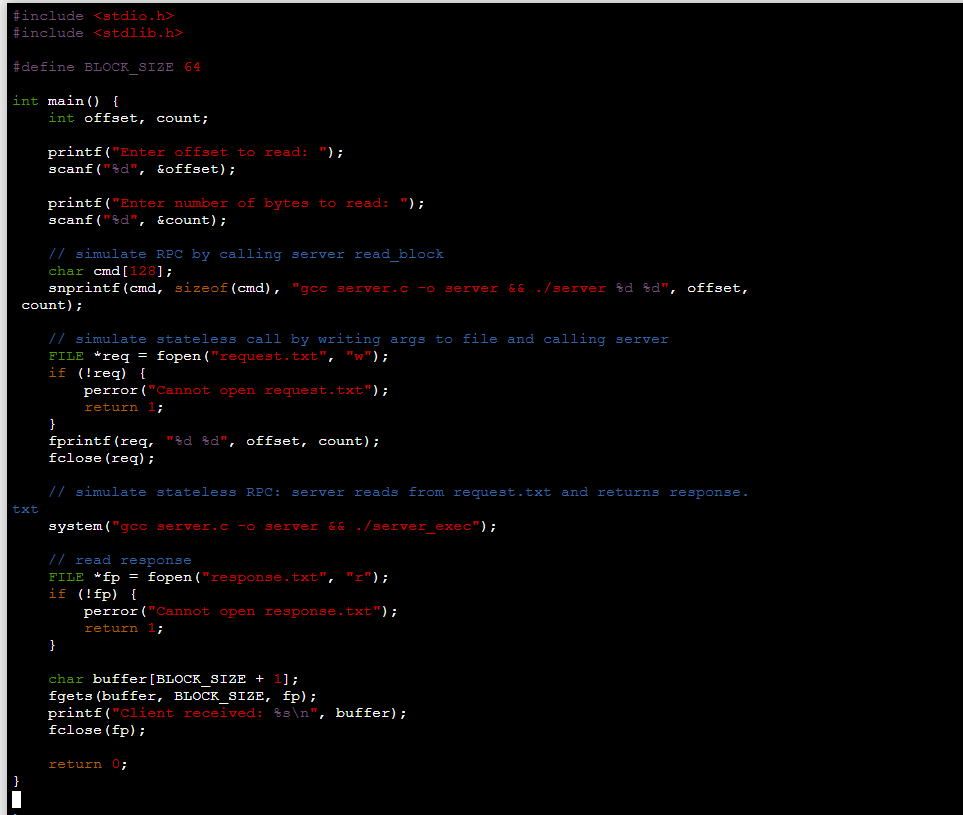 #include <stdio.h>
#include <stdlib.h>
#define BLOCK_SIZE 64
int main() {
    int offset, count;
    printf("Enter offset to read: ");
    scanf("%d", &offset);
    printf("Enter number of bytes to read: ");
    scanf("%d", &count);
    // simulate RPC by calling server read_block
    char cmd[128];
    snprintf(cmd, sizeof(cmd), "gcc server.c -o server && ./server %d %d", offset,
 count);
    // simulate stateless call by writing args to file and calling server
    FILE *req = fopen("request.txt", "w");
    if (!req) {
        perror("Cannot open request.txt");
        return 1;
    }
    fprintf(req, "%d %d", offset, count);
    fclose(req);
    // simulate stateless RPC: server reads from request.txt and returns response.
txt
    system("gcc server.c -o server && ./server_exec");
    // read response
    FILE *fp = fopen("response.txt", "r");
    if (!fp) {
        perror("Cannot open response.txt");
        return 1;
    }
    char buffer[BLOCK_SIZE + 1];
    fgets(buffer, BLOCK_SIZE, fp);
    printf("Client received: %s\n", buffer);
    fclose(fp);
    return 0;
}